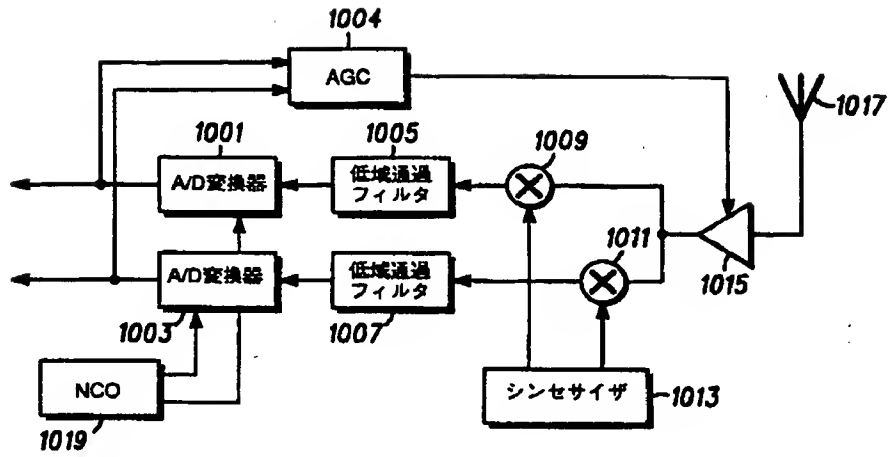 1004
AGC
1017
1001
1005
1009
A/D変換器
低域通過
フィルタ
1011
A/D変換器
低域通過
フィルタ
1015
1003
1007
NCO
シンセサイザ
1013
1019